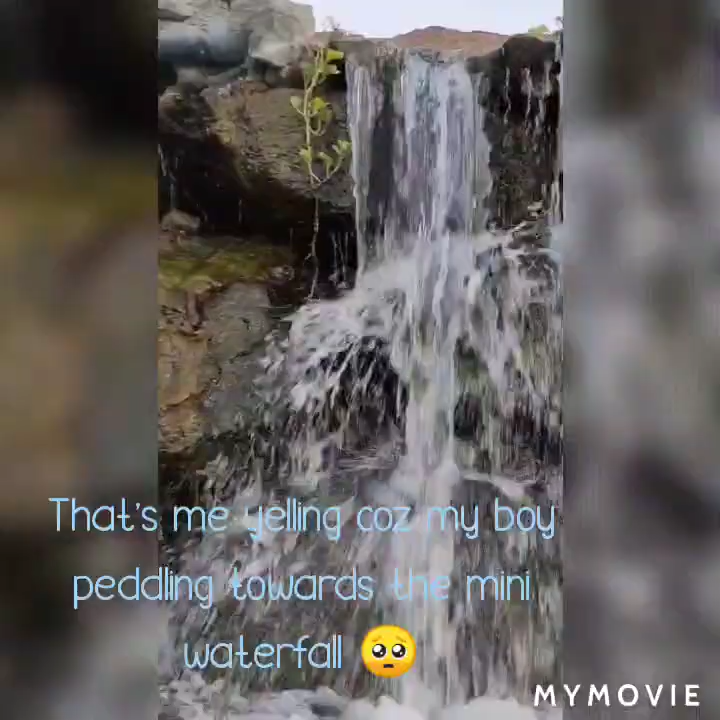 That's me yelling coz my boy
peddling towards the mini
waterfall 🥺
MYMOVIE